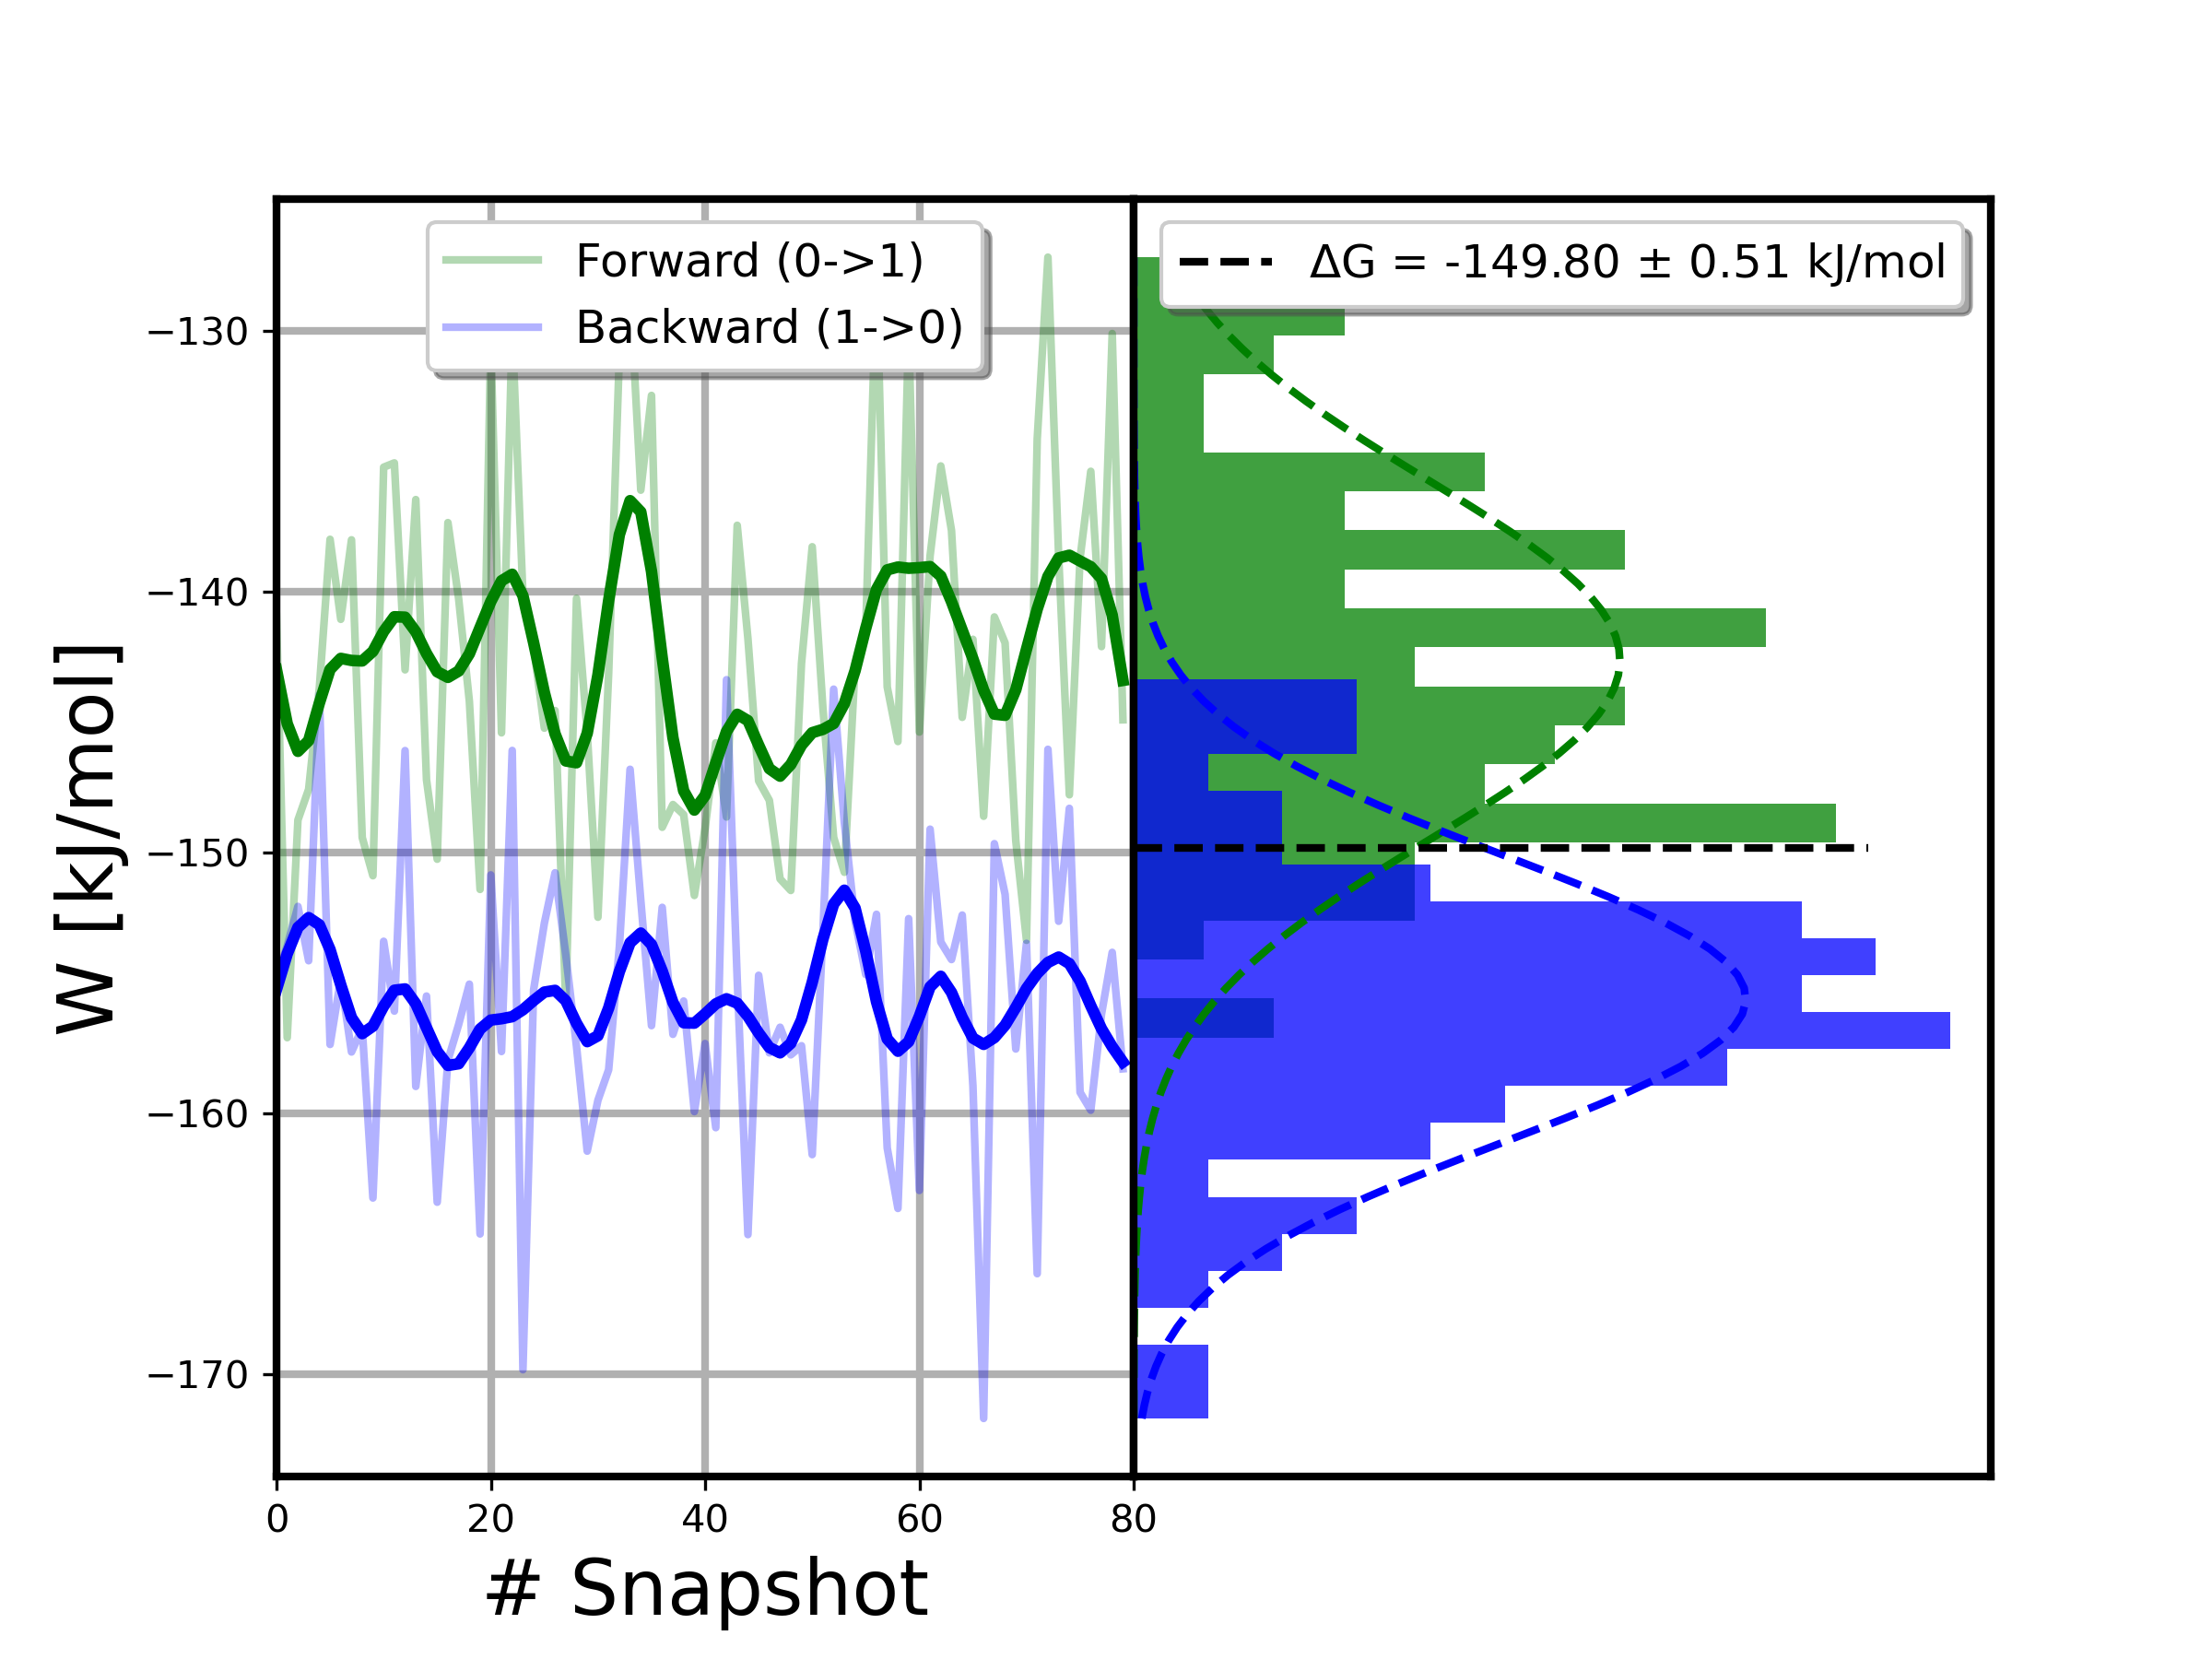 Forward (0->1)
Backward (1->0)
ΔG = -149.80 ± 0.51 kJ/mol
W [kJ/mol]
−130
−140
−150
−160
−170
0
20
40
60
80
# Snapshot